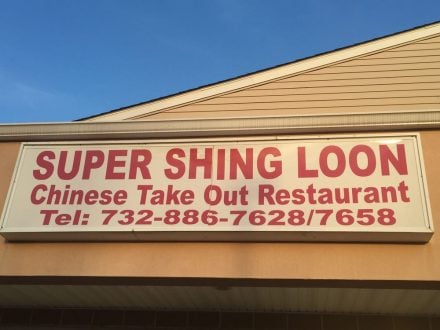 SUPER SHING LOON
Chinese Take Out Restaurant
Tel: 732-886-7628/7658